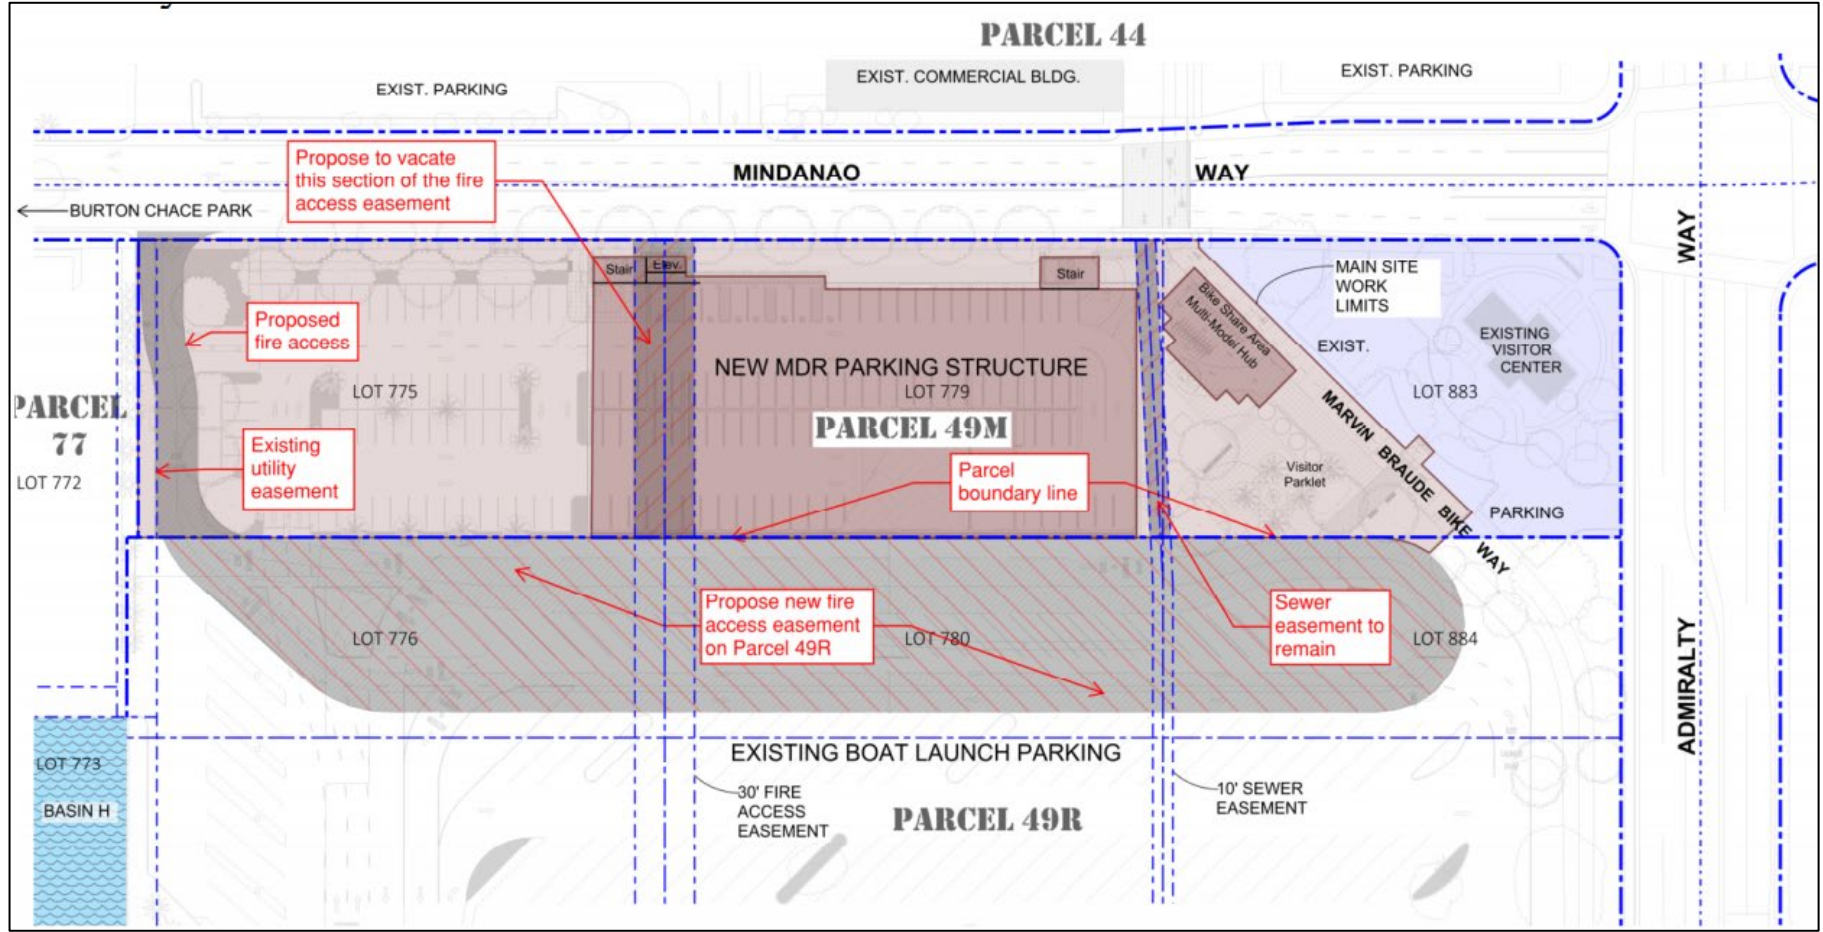 PARCEL 44
EXIST. PARKING
EXIST. COMMERCIAL BLDG.
EXIST. PARKING
Propose to vacate
this section of the fire
access easement
MINDANAO
WAY
BURTON CHACE PARK
WAY
Stair
Elev.
Stair
MAIN SITE
WORK
LIMITS
Proposed
fire access
Bike Share Area
Multi-Model Hub
EXIST.
EXISTING
VISITOR
CENTER
NEW MDR PARKING STRUCTURE
LOT 775
LOT 779
LOT 883
PARCEL
77
PARCEL 49M
MARVIN BRAUDE BIKE WAY
Existing
utility
easement
Parcel
boundary line
Visitor
Parklet
LOT 772
PARKING
Propose new fire
access easement
on Parcel 49R
Sewer
easement to
remain
LOT 776
LOT 780
LOT 884
ADMIRALTY
EXISTING BOAT LAUNCH PARKING
LOT 773
BASIN H
30' FIRE
ACCESS
EASEMENT
PARCEL 49R
10' SEWER
EASEMENT